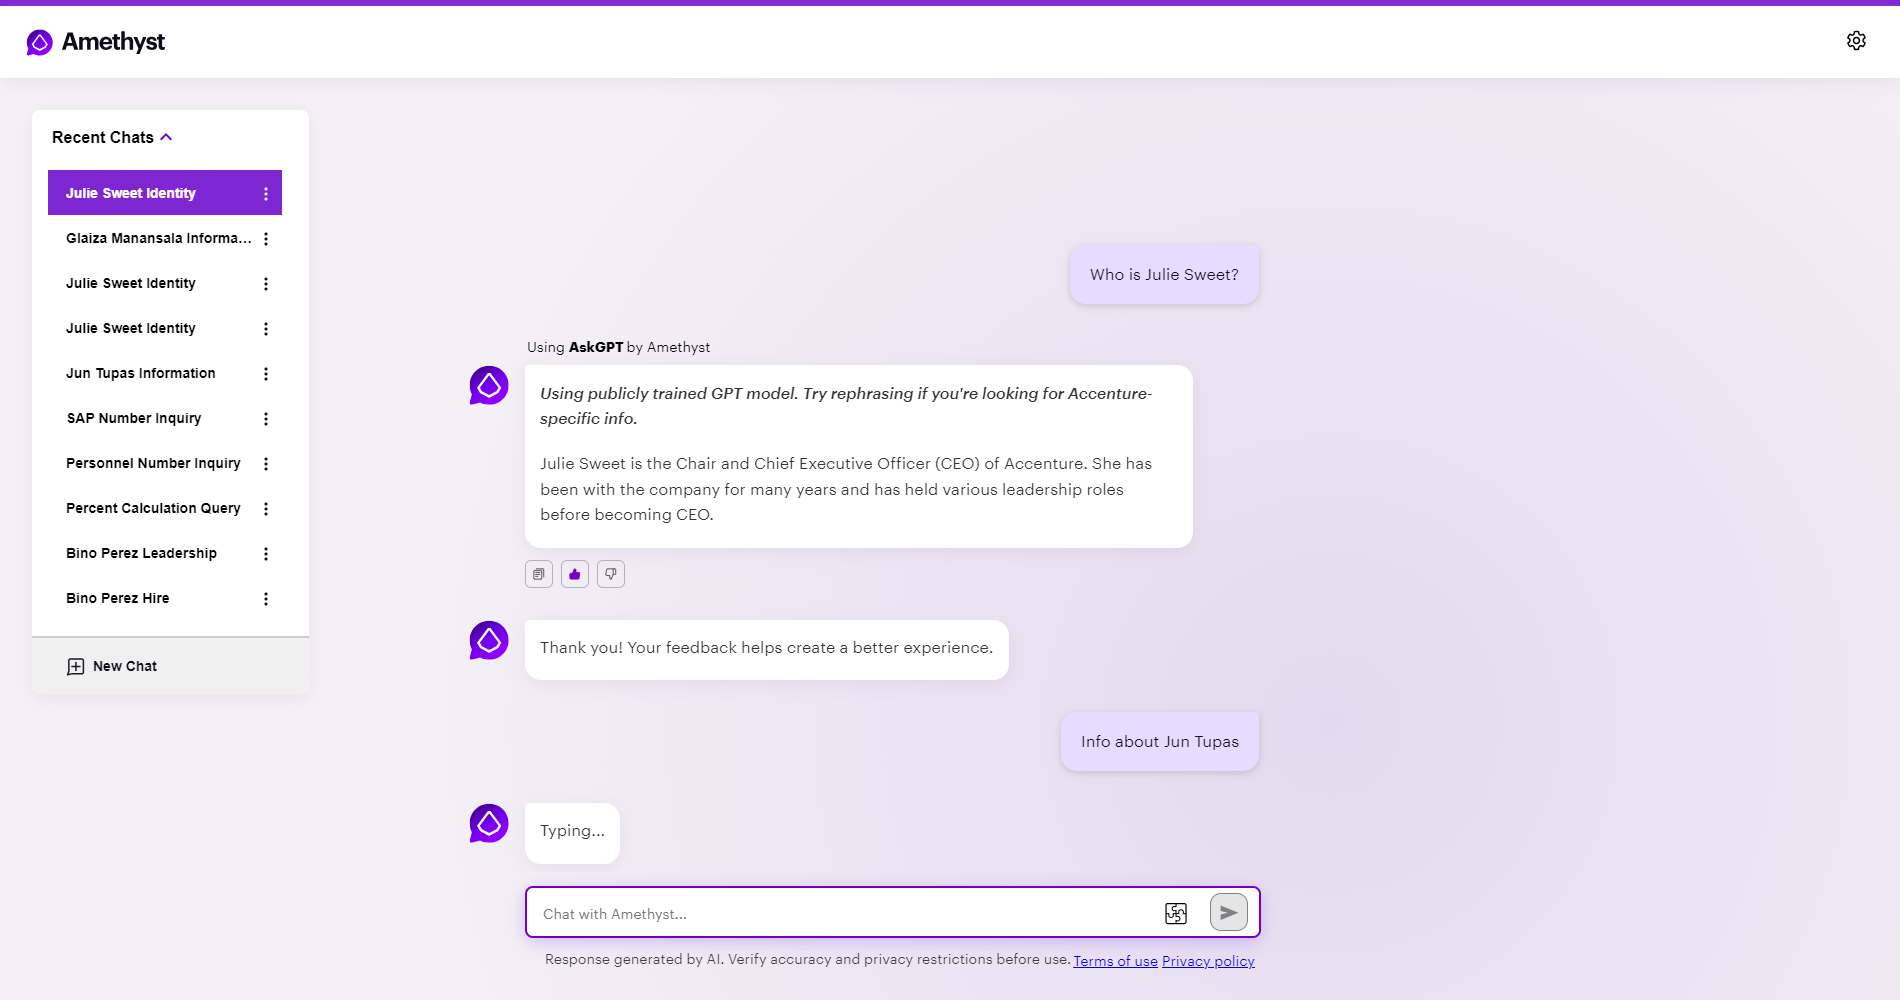 Amethyst
Recent Chats
Julie Sweet Identity
Glaiza Manansala Informa...
Julie Sweet Identity
Julie Sweet Identity
Jun Tupas Information
SAP Number Inquiry
Personnel Number Inquiry
Percent Calculation Query
Bino Perez Leadership
Bino Perez Hire
New Chat
Who is Julie Sweet?
Using AskGPT by Amethyst
Using publicly trained GPT model. Try rephrasing if you're looking for Accenture-
specific info.
Julie Sweet is the Chair and Chief Executive Officer (CEO) of Accenture. She has
been with the company for many years and has held various leadership roles
before becoming CEO.
Thank you! Your feedback helps create a better experience.
Info about Jun Tupas
Typing...
Chat with Amethyst...
Response generated by AI. Verify accuracy and privacy restrictions before use. Terms of use Privacy policy